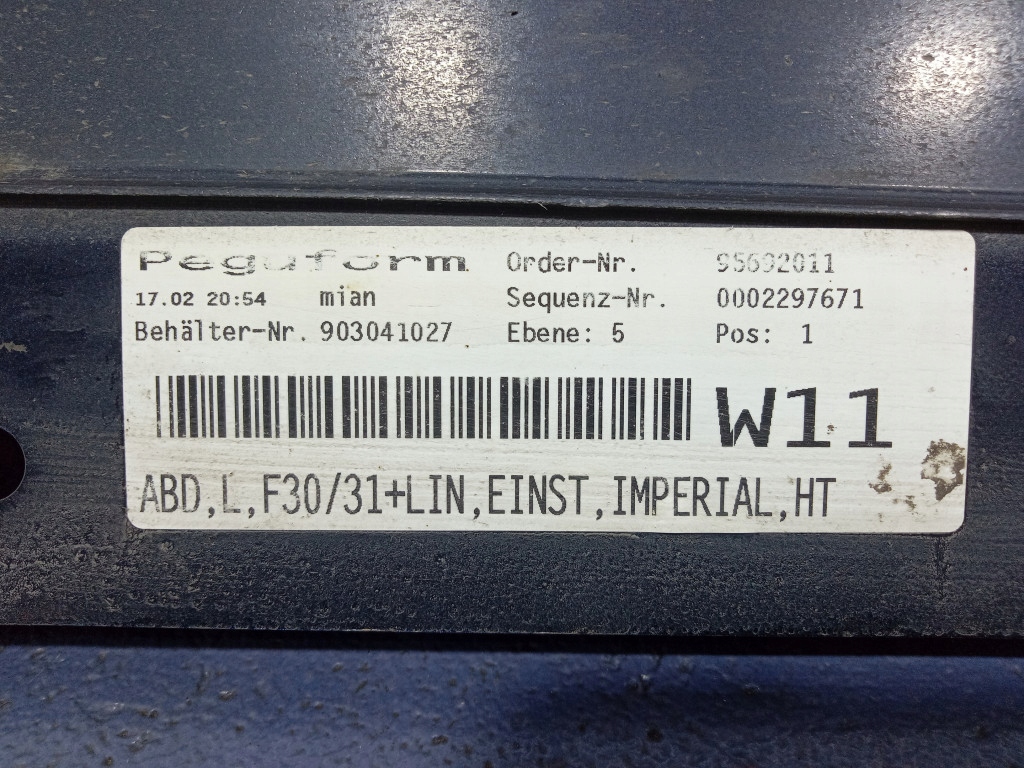 Peguform Order-Nr. 95692011
17.02 20:54 mian Sequenz-Nr. 0002297671
Behälter-Nr. 903041027 Ebene: 5 Pos: 1
W11
ABD,L,F30/31+LIN,EINST,IMPERIAL,HT